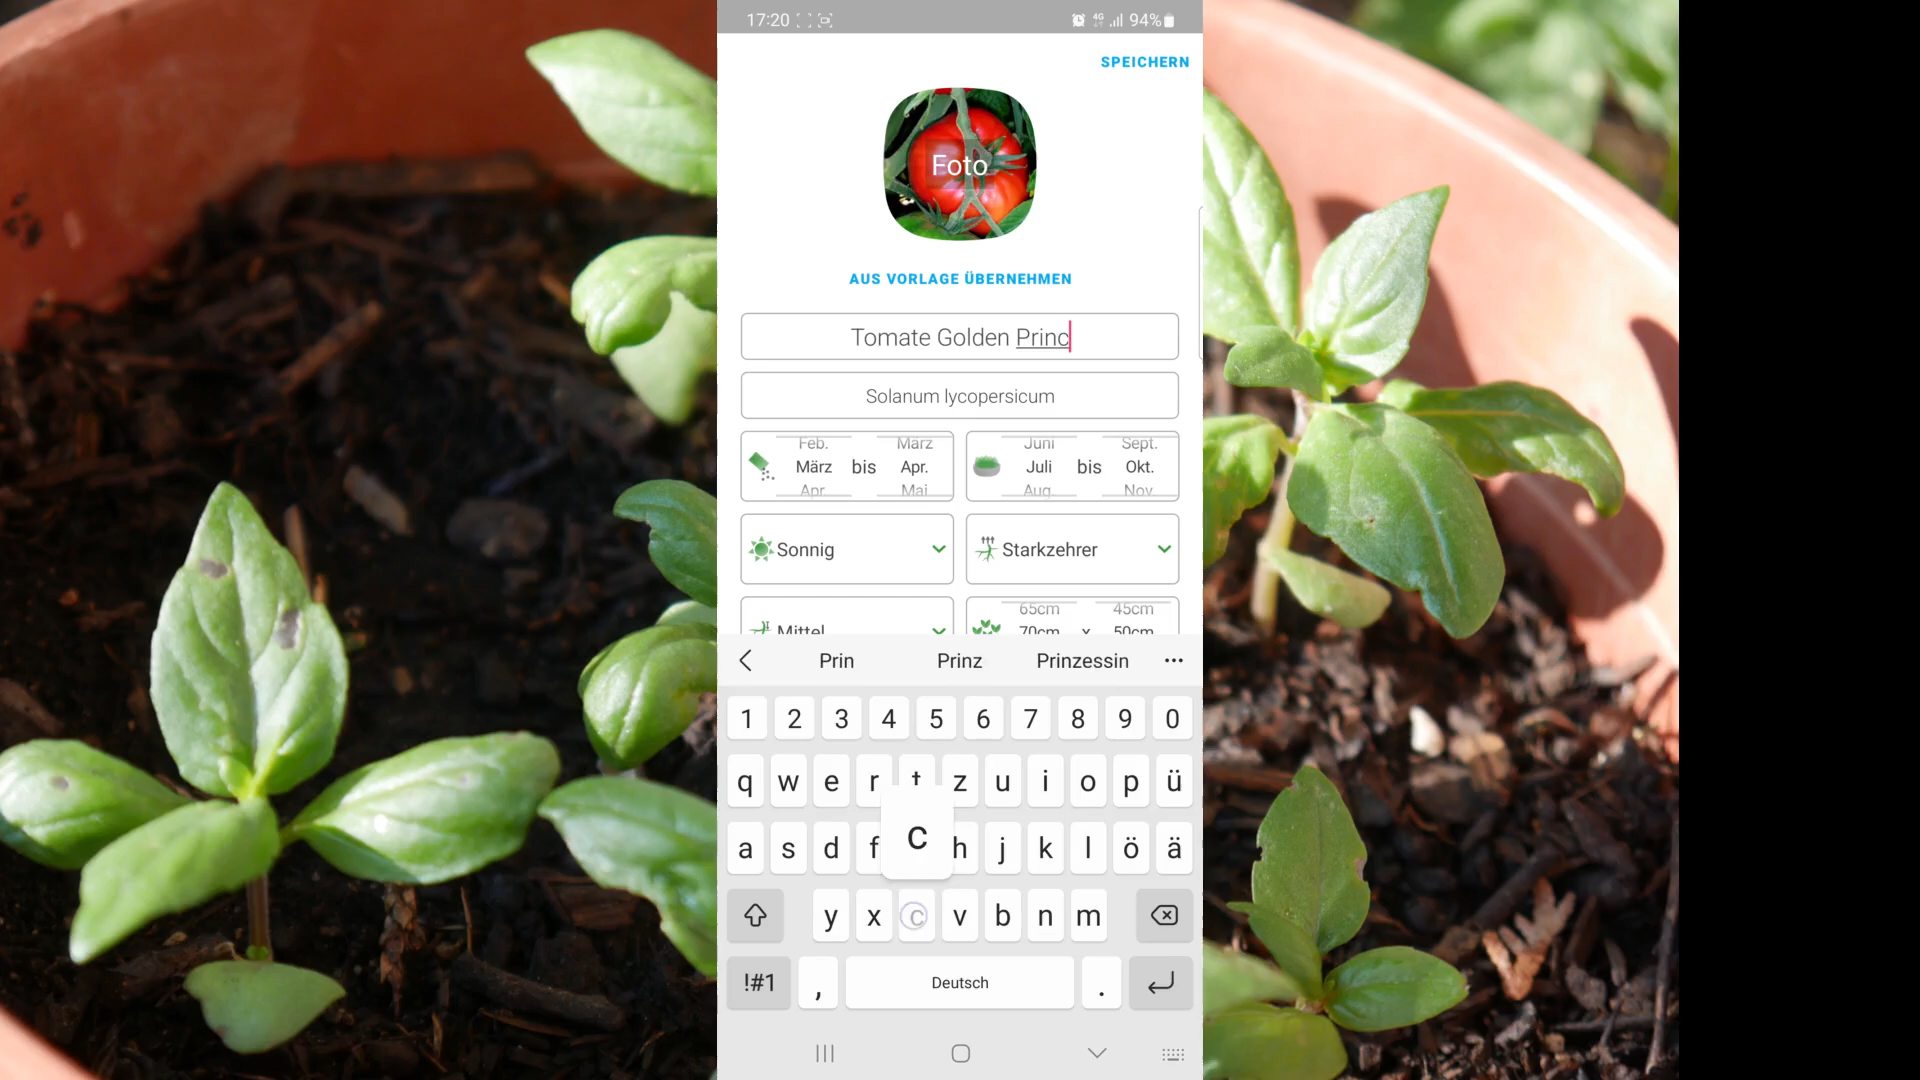 17:20 4G 94%
SPEICHERN
Foto
AUS VORLAGE ÜBERNEHMEN
Tomate Golden Princ
Solanum lycopersicum
Feb. März Juni Sept.
März bis Apr. Juli bis Okt.
Apr. Mai Aug. Nov.
Sonnig Starkzehrer
65cm 45cm
Mittel 70cm x 50cm
Prin Prinz Prinzessin
1 2 3 4 5 6 7 8 9 0
q w e r t z u i o p ü
a s d f c h j k l ö ä
y x c v b n m
!#1 , Deutsch .